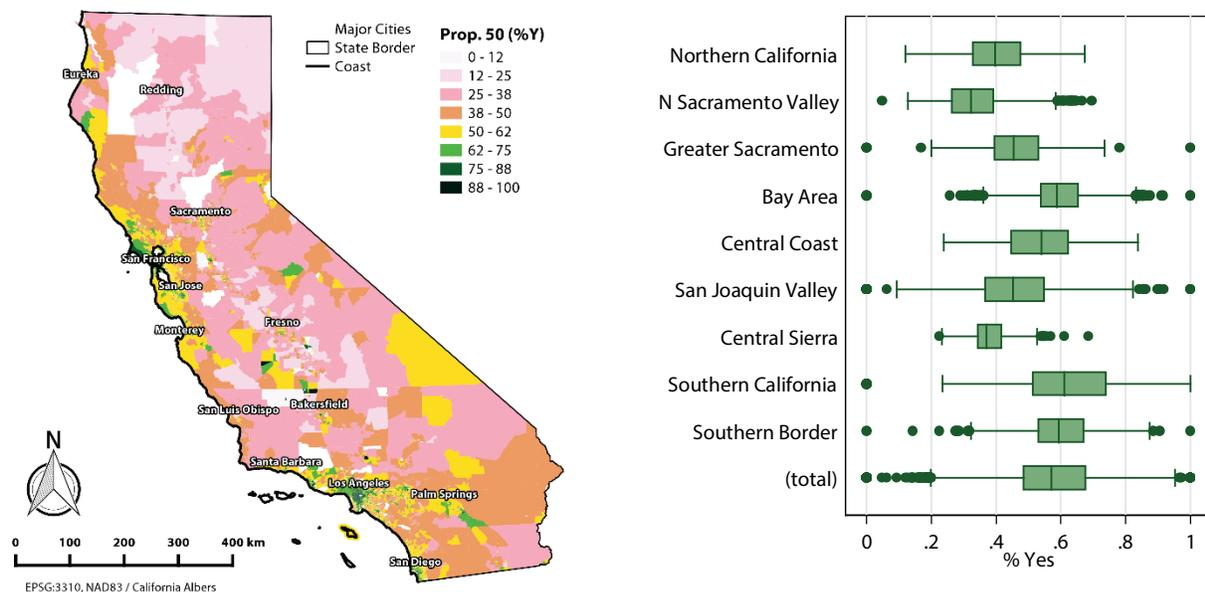 Major Cities
State Border
Coast
Prop. 50 (%Y)
0 - 12
12 - 25
25 - 38
38 - 50
50 - 62
62 - 75
75 - 88
88 - 100
Eureka
Redding
Sacramento
San Francisco
San Jose
Monterey
Fresno
San Luis Obispo
Bakersfield
Santa Barbara
Los Angeles
Palm Springs
San Diego
N
0 100 200 300 400 km
EPSG:3310, NAD83 / California Albers
Northern California
N Sacramento Valley
Greater Sacramento
Bay Area
Central Coast
San Joaquin Valley
Central Sierra
Southern California
Southern Border
(total)
0 .2 .4 .6 .8 1
% Yes